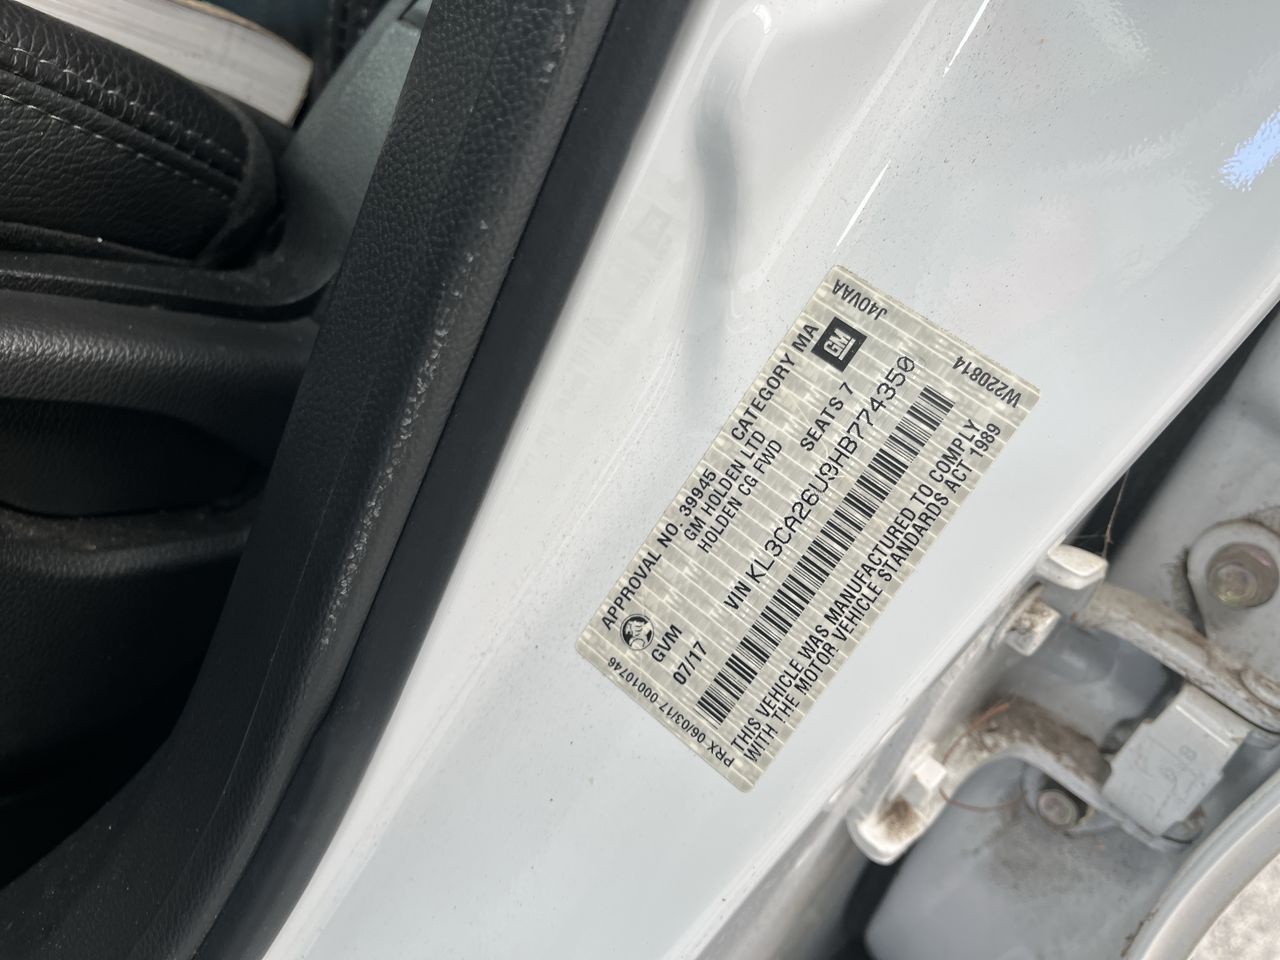 APPROVAL NO. 39945 CATEGORY MA
GM HOLDEN LTD
HOLDEN CG FWD
GM
GVM SEATS 7
07/17
VIN KL3CA26U9HB774350
THIS VEHICLE WAS MANUFACTURED TO COMPLY
WITH THE MOTOR VEHICLE STANDARDS ACT 1989
PRX 06/03/17-00010746
J40VAA
W220814